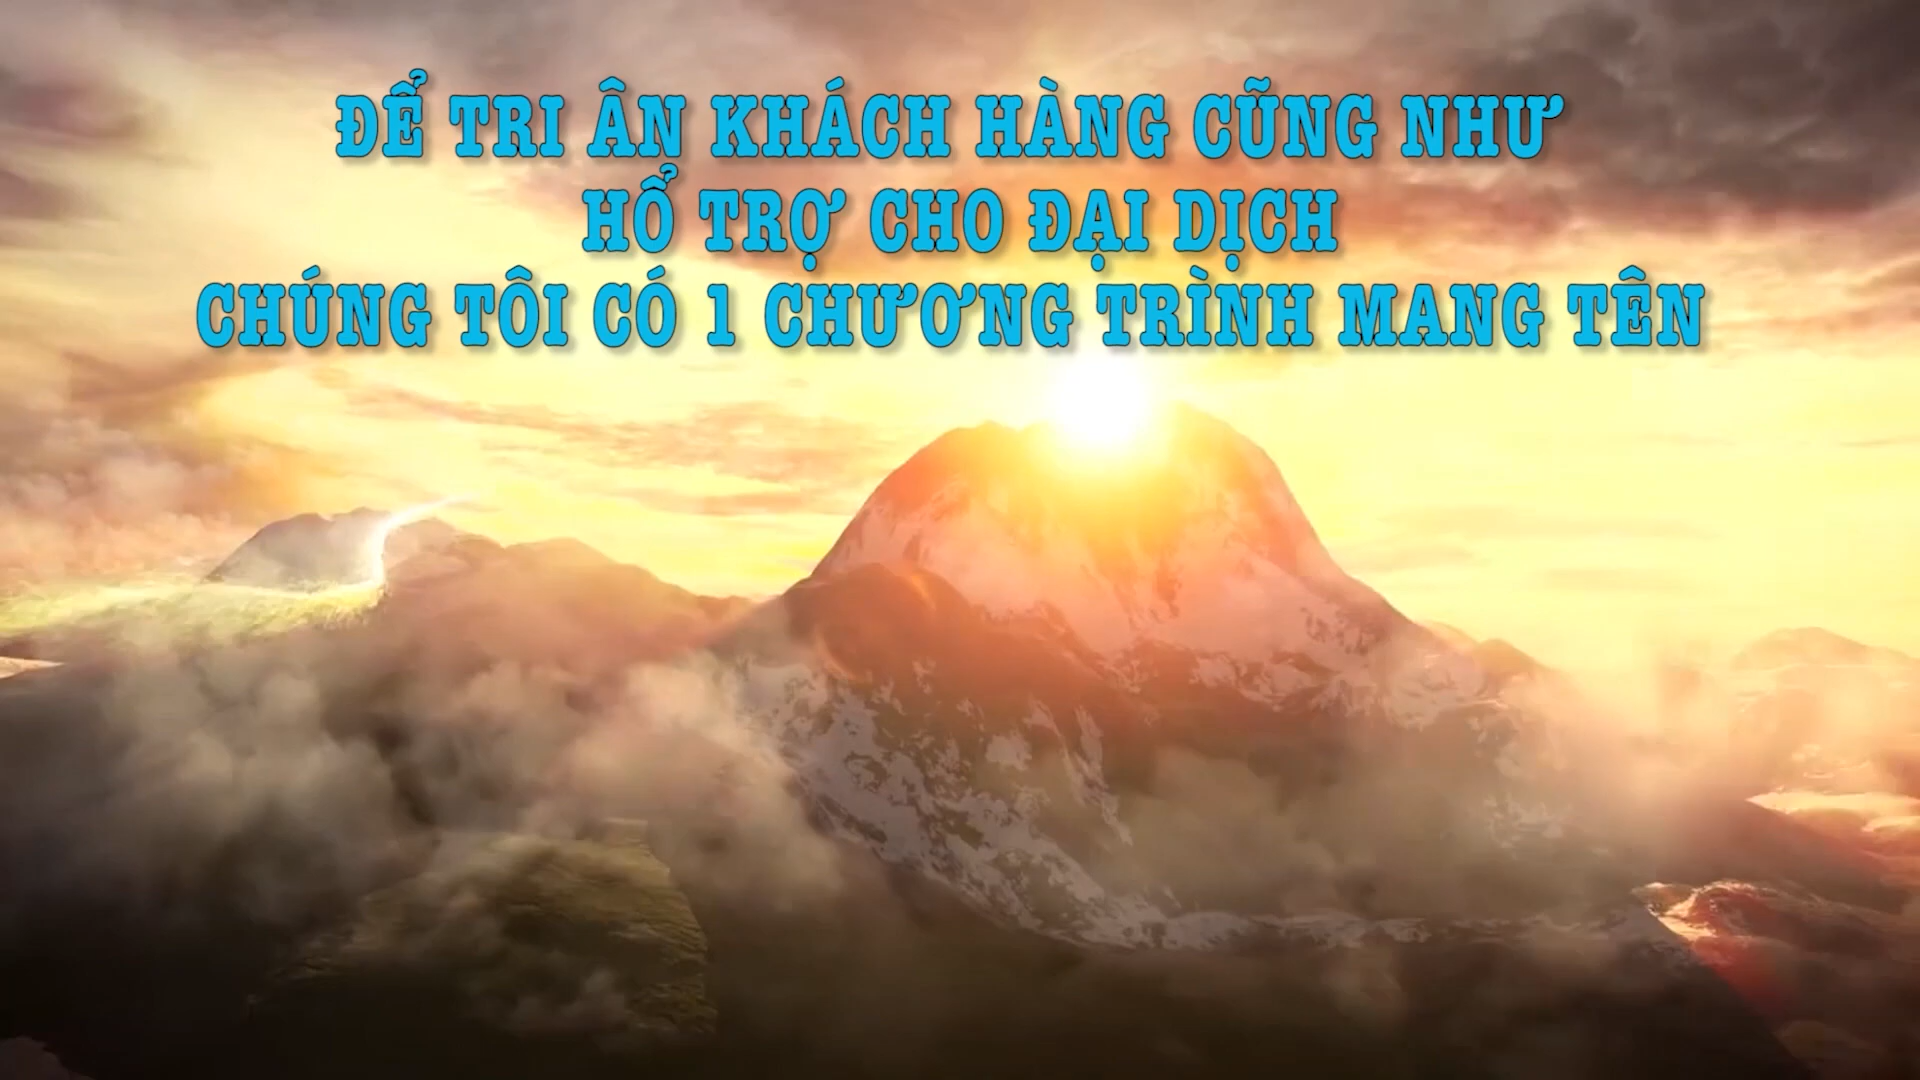 ĐỂ TRI ÂN KHÁCH HÀNG CŨNG NHƯ
HỔ TRỢ CHO ĐẠI DỊCH
CHÚNG TÔI CÓ 1 CHƯƠNG TRÌNH MANG TÊN